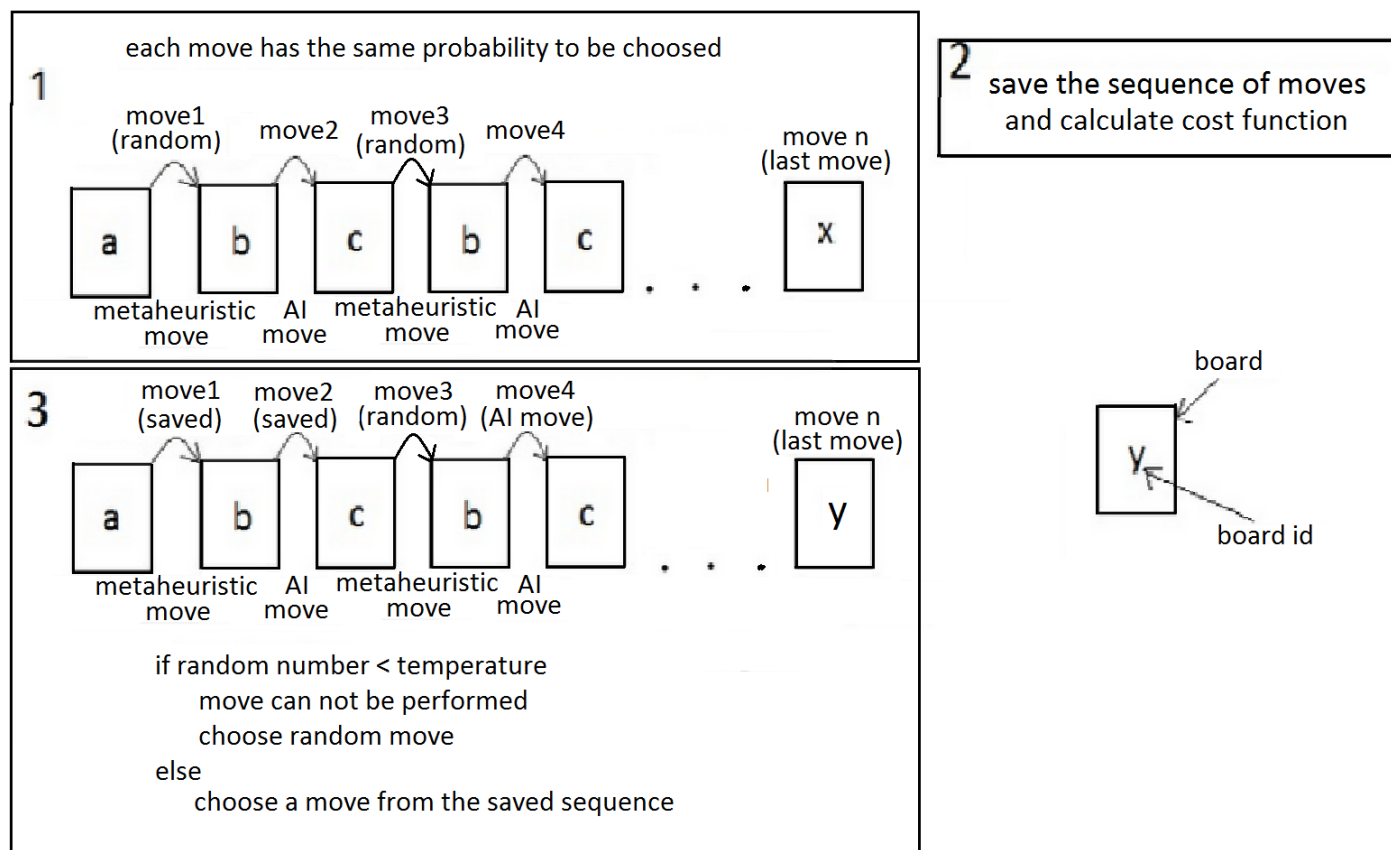 1
each move has the same probability to be choosed
move1
(random)
move2
move3
(random)
move4
move n
(last move)
a
b
c
b
c
. . .
x
metaheuristic
move
AI
move
metaheuristic
move
AI
move
2
save the sequence of moves
and calculate cost function
3
move1
(saved)
move2
(saved)
move3
(random)
move4
(AI move)
move n
(last move)
a
b
c
b
c
. . .
y
metaheuristic
move
AI
move
metaheuristic
move
AI
move
if random number < temperature
move can not be performed
choose random move
else
choose a move from the saved sequence
board
y
board id